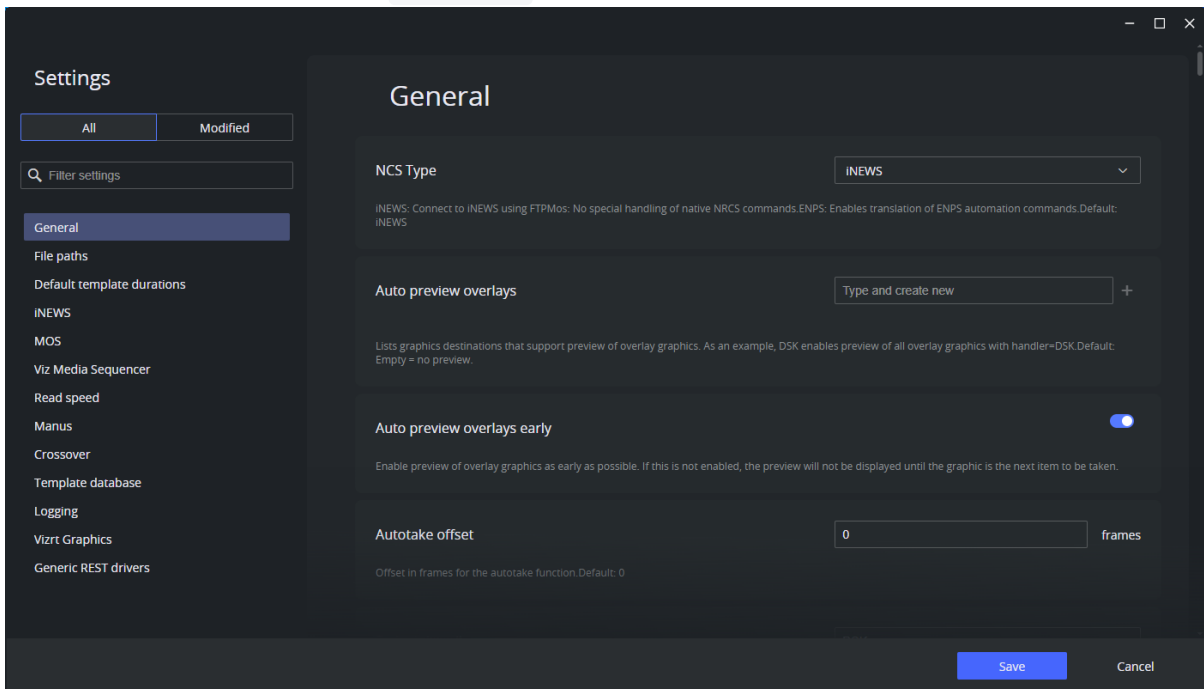 Settings
All
Modified
Filter settings
General
File paths
Default template durations
iNEWS
MOS
Viz Media Sequencer
Read speed
Manus
Crossover
Template database
Logging
Vizrt Graphics
Generic REST drivers
General
NCS Type
iNEWS
iNEWS: Connect to iNEWS using FTPMos: No special handling of native NRCS commands.ENPS: Enables translation of ENPS automation commands.Default:
iNEWS
Auto preview overlays
Type and create new
Lists graphics destinations that support preview of overlay graphics. As an example, DSK enables preview of all overlay graphics with handler=DSK.Default:
Empty = no preview.
Auto preview overlays early
Enable preview of overlay graphics as early as possible. If this is not enabled, the preview will not be displayed until the graphic is the next item to be taken.
Autotake offset
0
frames
Offset in frames for the autotake function.Default: 0
Save
Cancel